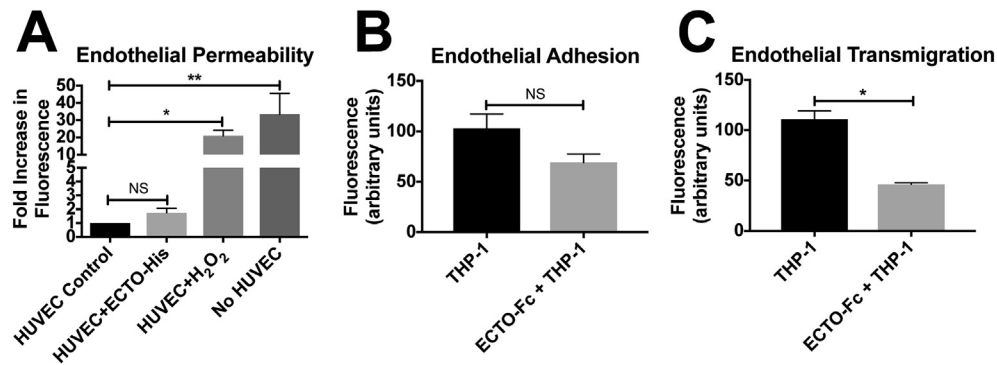 A
Endothelial Permeability
Fold Increase in
Fluorescence
50
40
30
20
10
5
4
3
2
1
0
**
*
NS
HUVEC Control
HUVEC+ECTO-His
HUVEC+H₂O₂
No HUVEC
B
Endothelial Adhesion
Fluorescence
(arbitrary units)
150
100
50
0
NS
THP-1
ECTO-Fc + THP-1
C
Endothelial Transmigration
Fluorescence
(arbitrary units)
150
100
50
0
*
THP-1
ECTO-Fc + THP-1